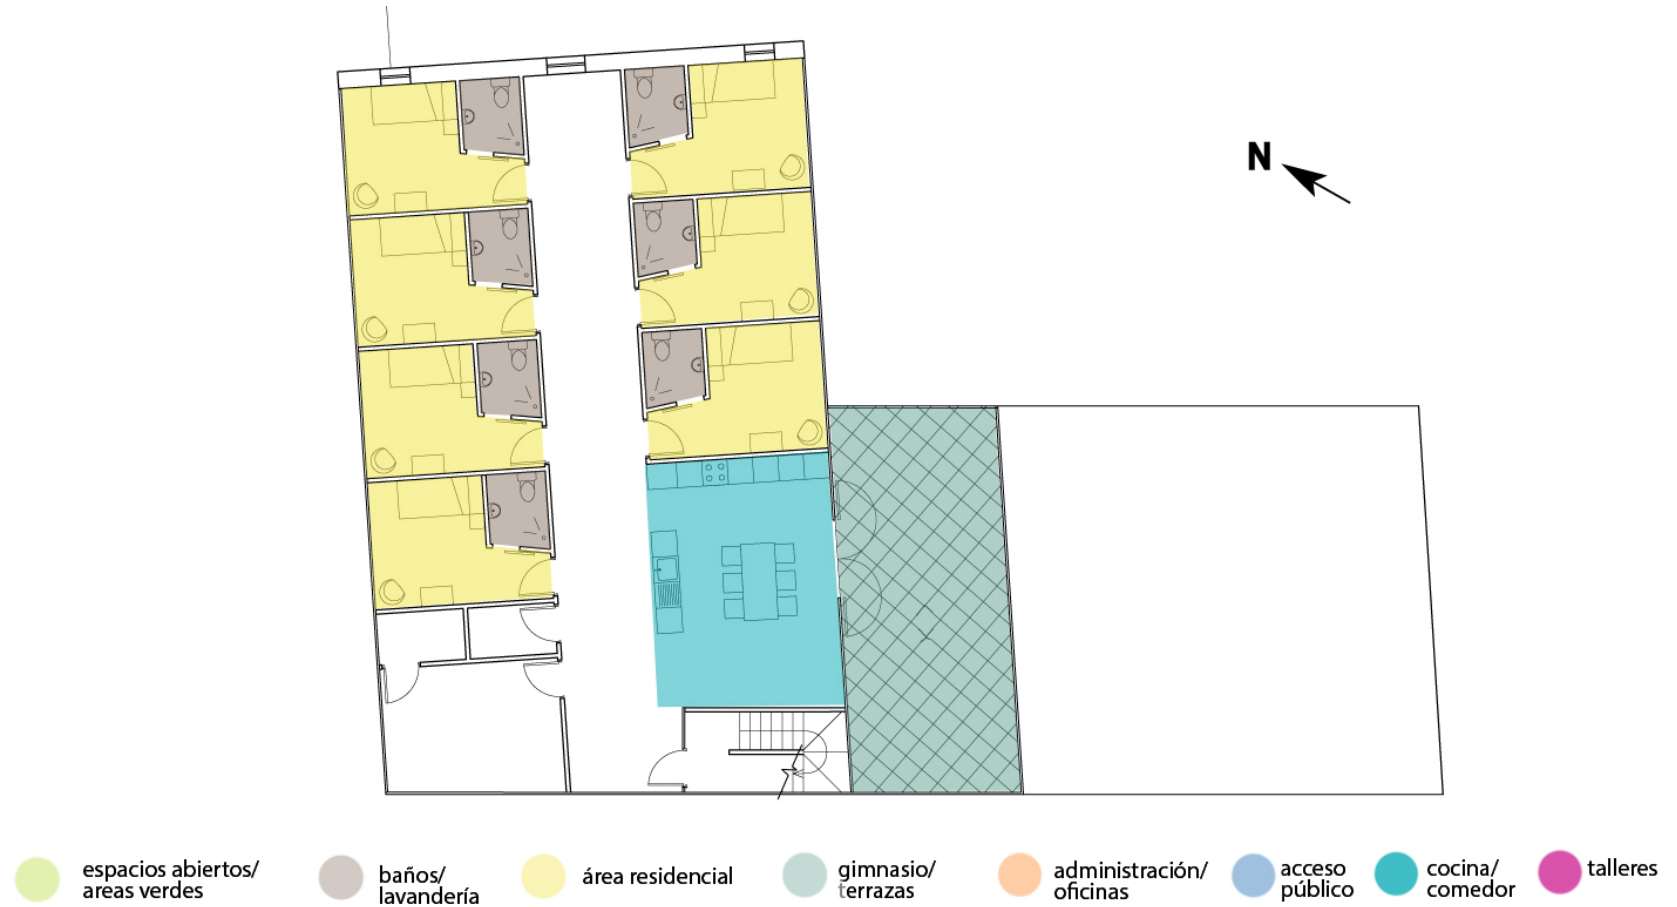 N
espacios abiertos/
areas verdes
baños/
lavandería
área residencial
gimnasio/
terrazas
administración/
oficinas
acceso
público
cocina/
comedor
talleres